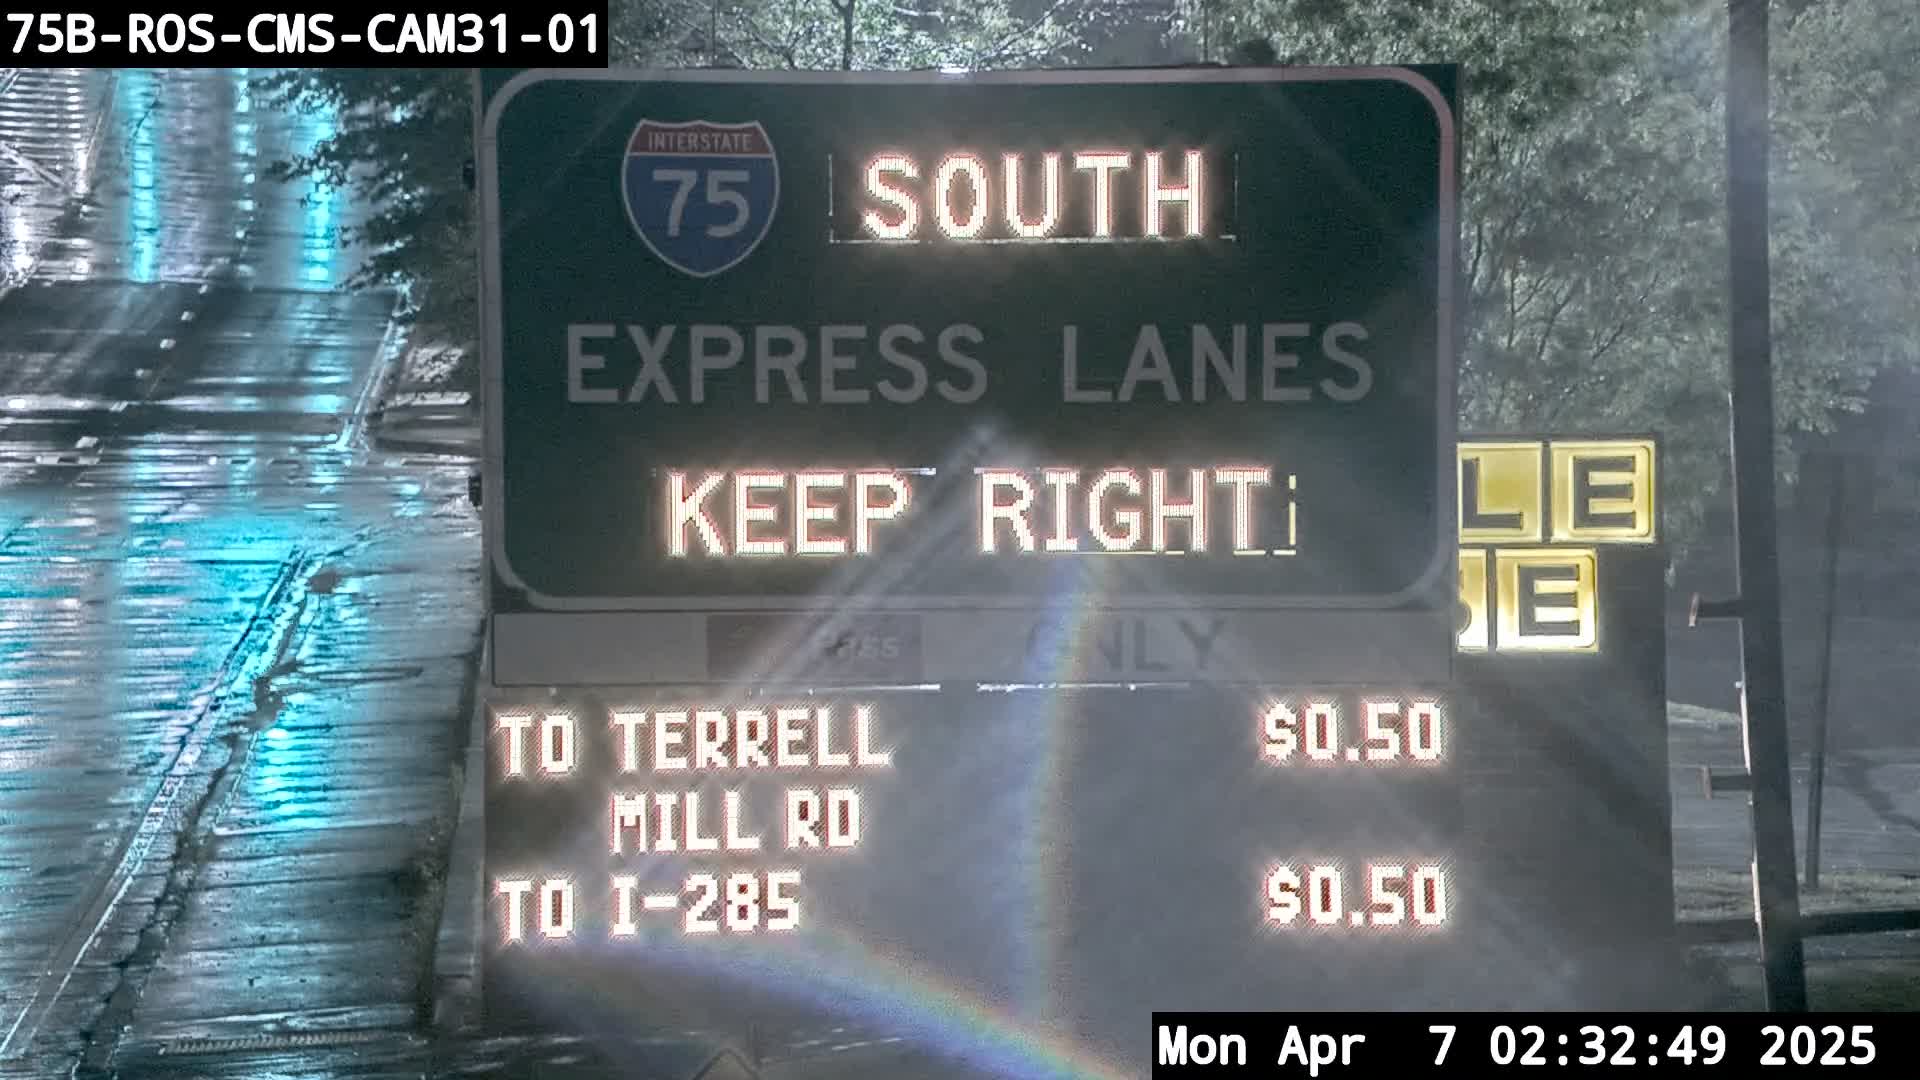 75B-ROS-CMS-CAM31-01
INTERSTATE
75
SOUTH
EXPRESS LANES
KEEP RIGHT
LE
E
ONLY
TO TERRELL $0.50
MILL RD
TO I-285 $0.50
Mon Apr 7 02:32:49 2025